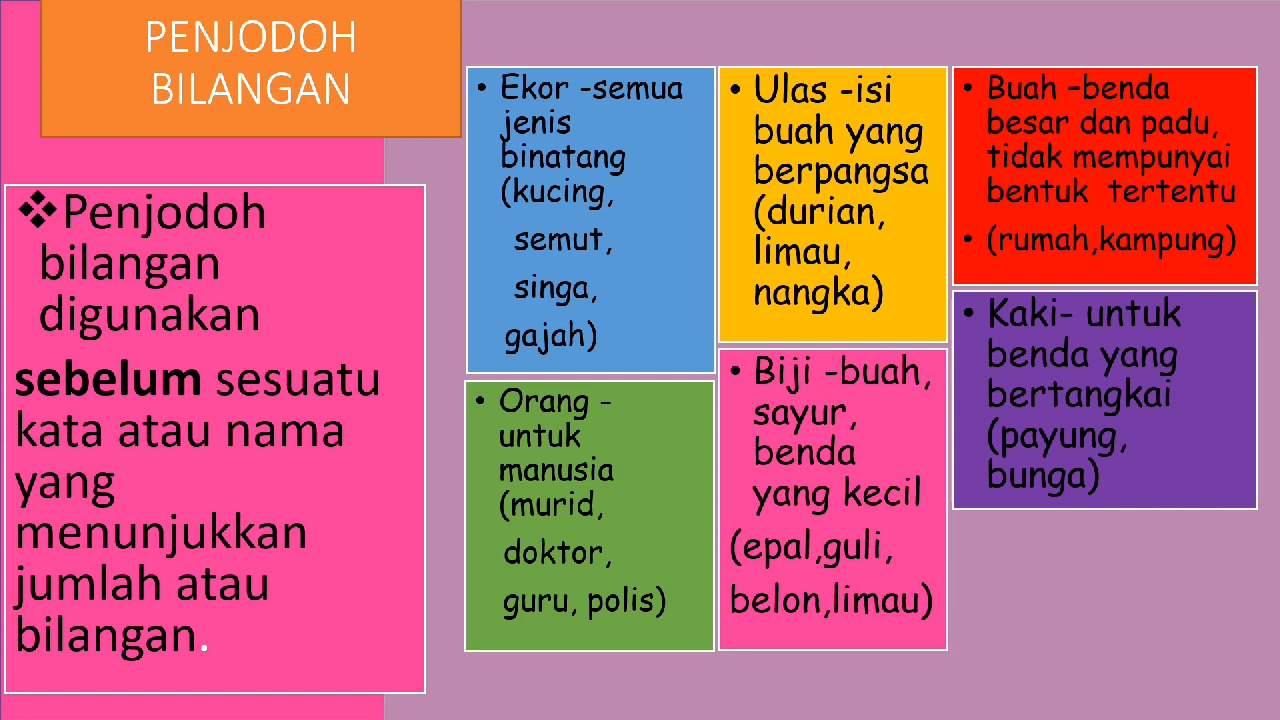 PENJODOH
BILANGAN
❖Penjodoh
bilangan
digunakan
sebelum sesuatu
kata atau nama
yang
menunjukkan
jumlah atau
bilangan.
• Ekor -semua
jenis
binatang
(kucing,
semut,
singa,
gajah)
• Orang -
untuk
manusia
(murid,
doktor,
guru, polis)
• Ulas -isi
buah yang
berpangsa
(durian,
limau,
nangka)
• Biji -buah,
sayur,
benda
yang kecil
(epal,guli,
belon,limau)
• Buah –benda
besar dan padu,
tidak mempunyai
bentuk tertentu
• (rumah,kampung)
• Kaki- untuk
benda yang
bertangkai
(payung,
bunga)